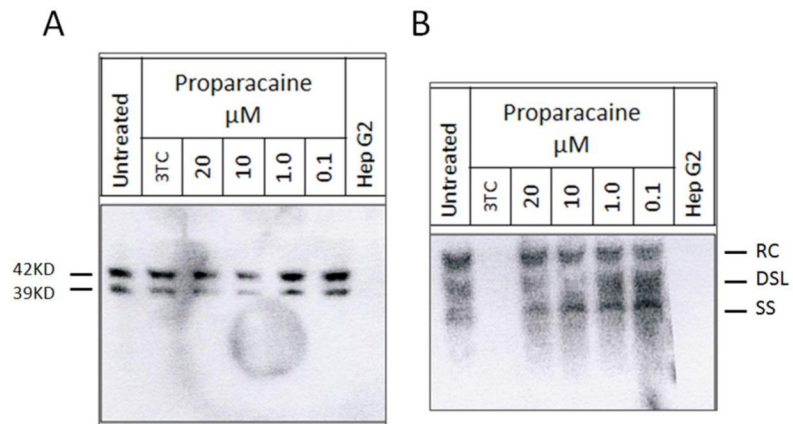 A
Untreated
Proparacaine
µM
3TC
20
10
1.0
0.1
Hep G2
42KD
39KD
B
Untreated
Proparacaine
µM
3TC
20
10
1.0
0.1
Hep G2
RC
DSL
SS